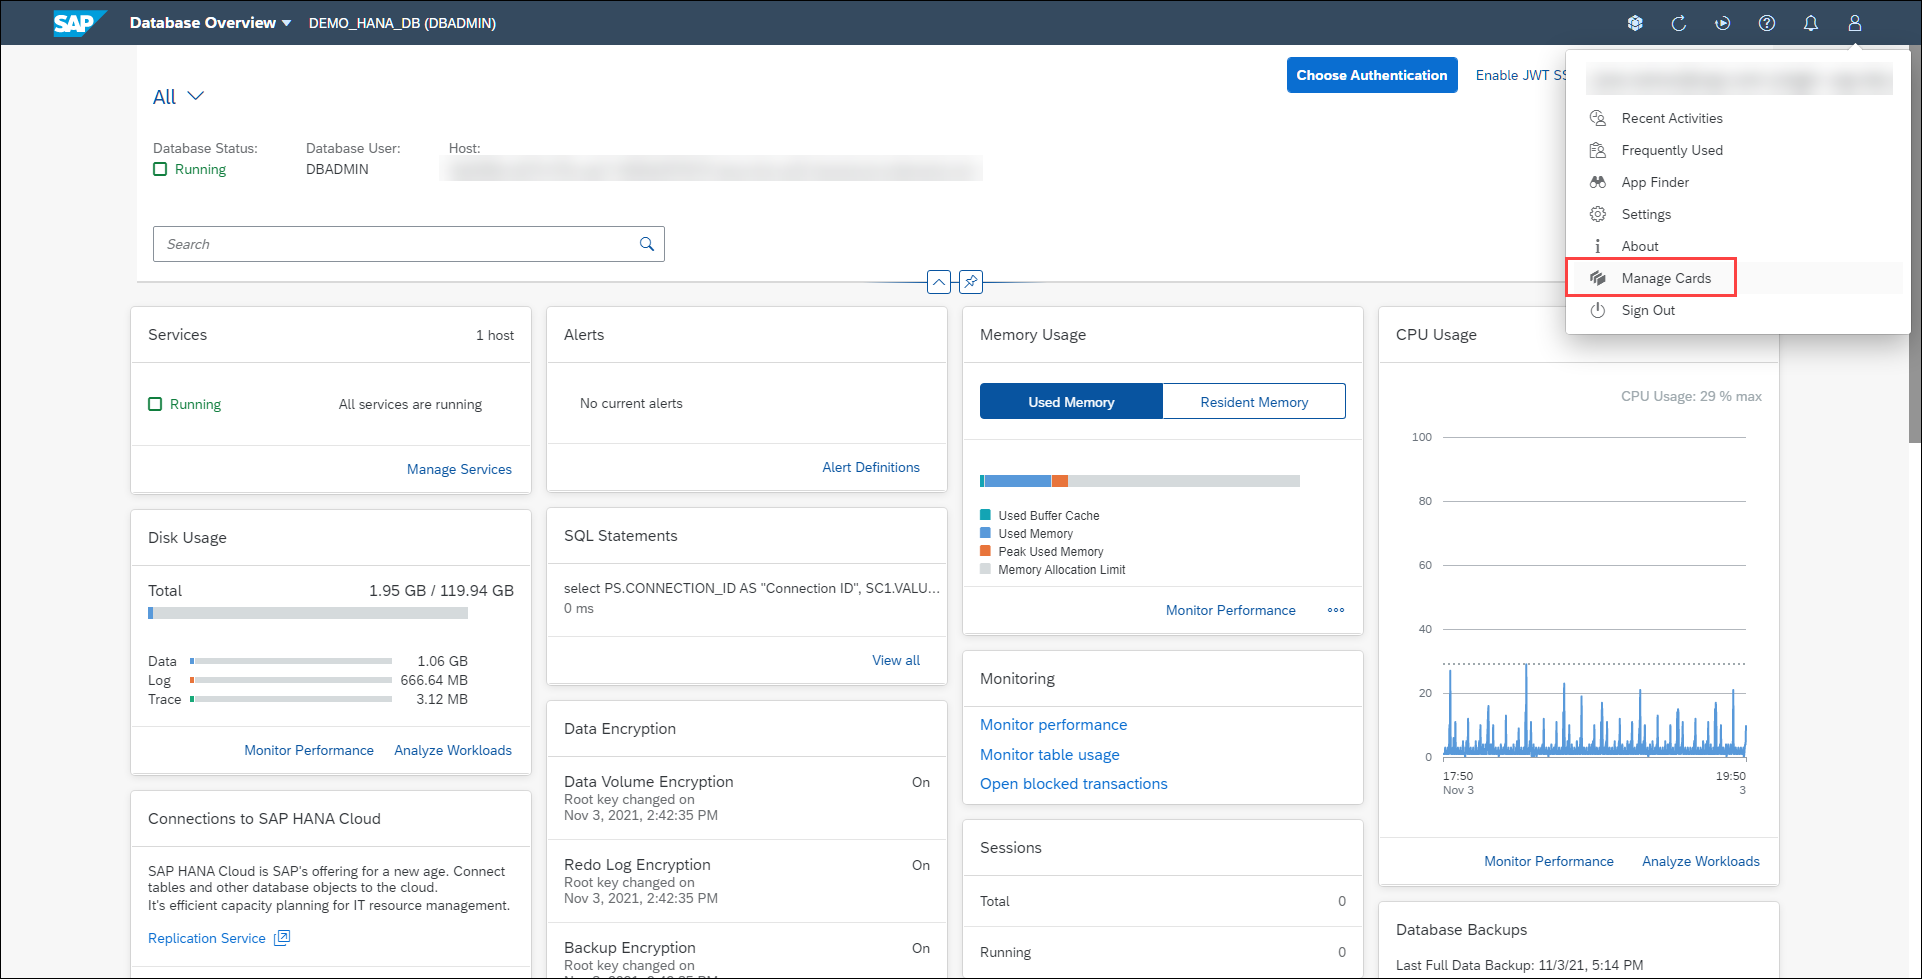 SAP
Database Overview
DEMO_HANA_DB (DBADMIN)
All
Choose Authentication
Enable JWT SS
Database Status:
Running
Database User:
DBADMIN
Host:
Search
Recent Activities
Frequently Used
App Finder
Settings
About
Manage Cards
Sign Out
Services
1 host
Running
All services are running
Manage Services
Alerts
No current alerts
Alert Definitions
Memory Usage
Used Memory
Resident Memory
Used Buffer Cache
Used Memory
Peak Used Memory
Memory Allocation Limit
Monitor Performance
CPU Usage
CPU Usage: 29 % max
100
80
60
40
20
0
17:50
Nov 3
19:50
3
Monitor Performance
Analyze Workloads
Disk Usage
Total
1.95 GB / 119.94 GB
Data
1.06 GB
Log
666.64 MB
Trace
3.12 MB
Monitor Performance
Analyze Workloads
SQL Statements
select PS.CONNECTION_ID AS "Connection ID", SC1.VALU...
0 ms
View all
Data Encryption
Data Volume Encryption
On
Root key changed on
Nov 3, 2021, 2:42:35 PM
Redo Log Encryption
On
Root key changed on
Nov 3, 2021, 2:42:35 PM
Backup Encryption
On
Root key changed on
Monitoring
Monitor performance
Monitor table usage
Open blocked transactions
Sessions
Total
0
Running
0
Connections to SAP HANA Cloud
SAP HANA Cloud is SAP's offering for a new age. Connect
tables and other database objects to the cloud.
It's efficient capacity planning for IT resource management.
Replication Service
Database Backups
Last Full Data Backup: 11/3/21, 5:14 PM